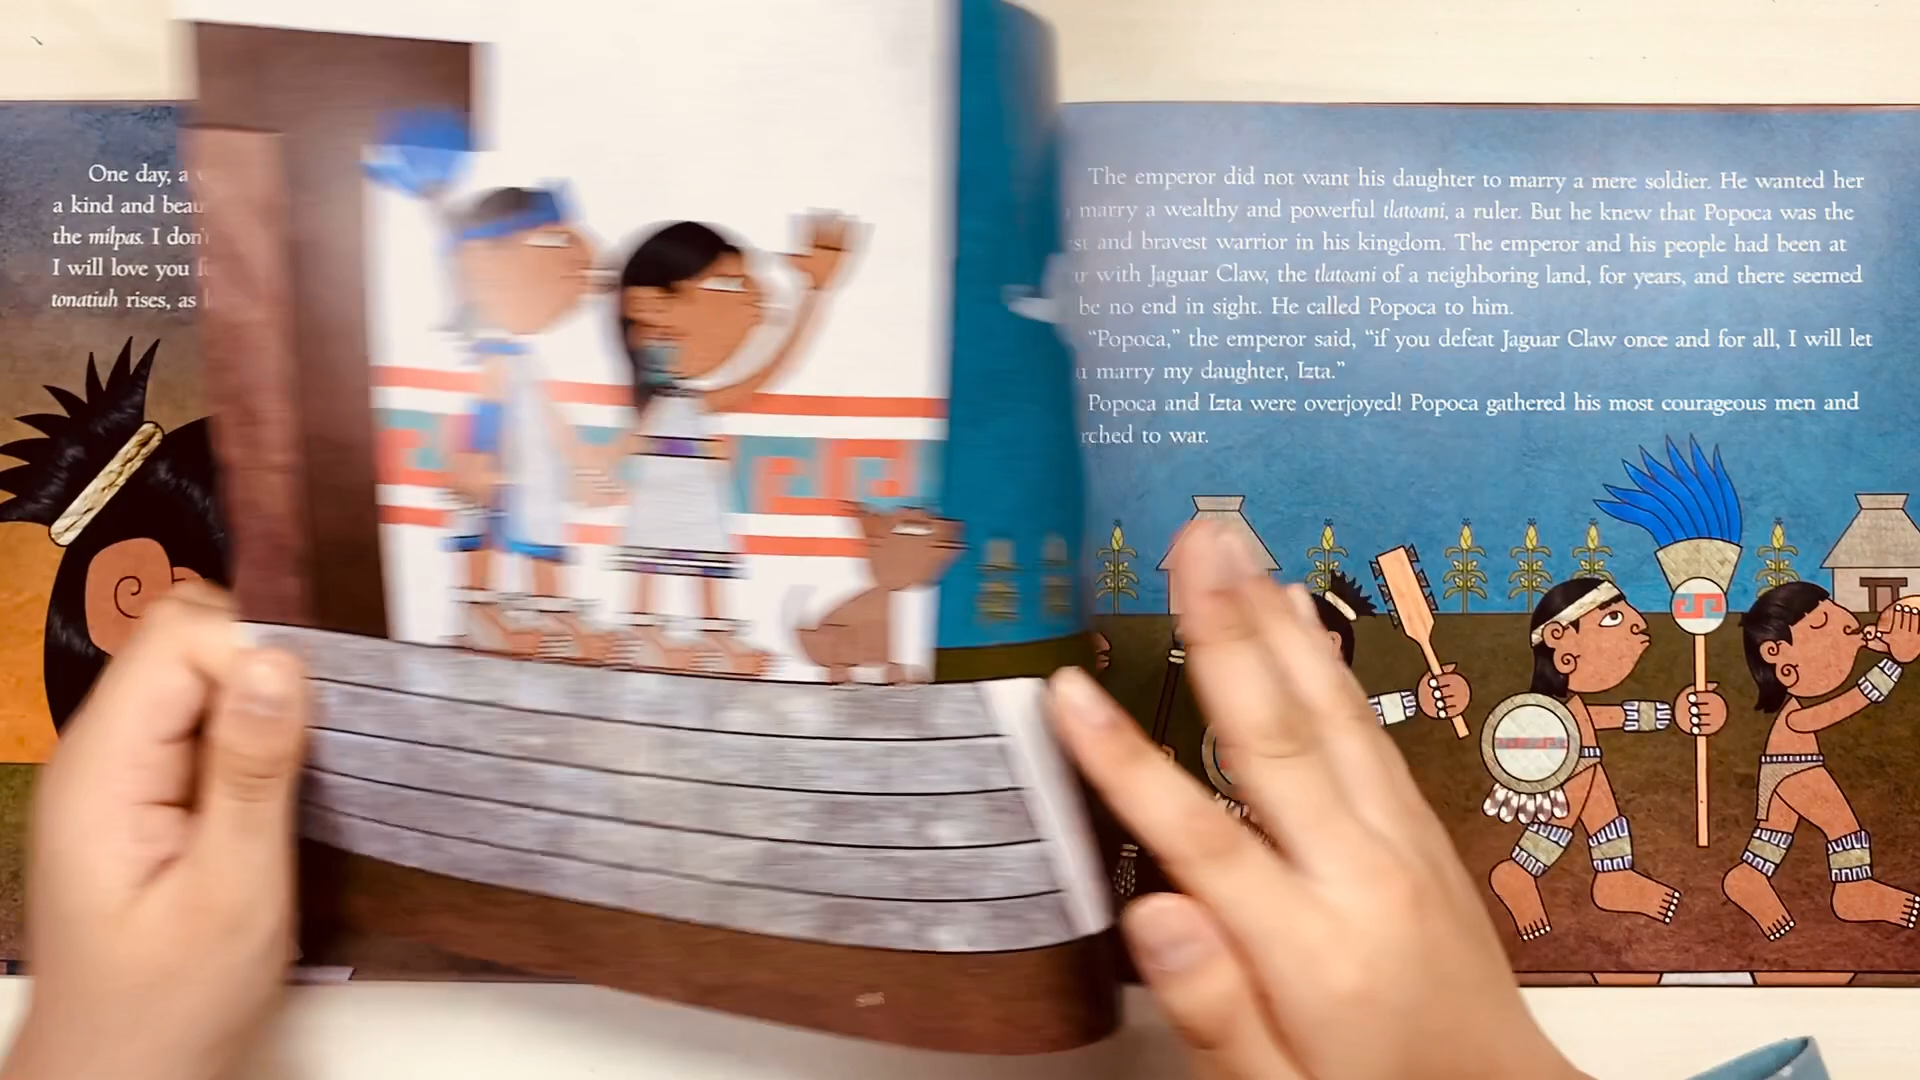 One day, a
a kind and
the milpas. I
I will love you
tonatiuh rises, as
The emperor did not want his daughter to marry a mere soldier. He wanted her
marry a wealthy and powerful tlatoani, a ruler. But he knew that Popoca was the
and bravest warrior in his kingdom. The emperor and his people had been at
with Jaguar Claw, the tlatoani of a neighboring land, for years, and there seemed
be no end in sight. He called Popoca to him.
“Popoca,” the emperor said, “if you defeat Jaguar Claw once and for all, I will let
marry my daughter, Izta.”
Popoca and Izta were overjoyed! Popoca gathered his most courageous men and
to war.